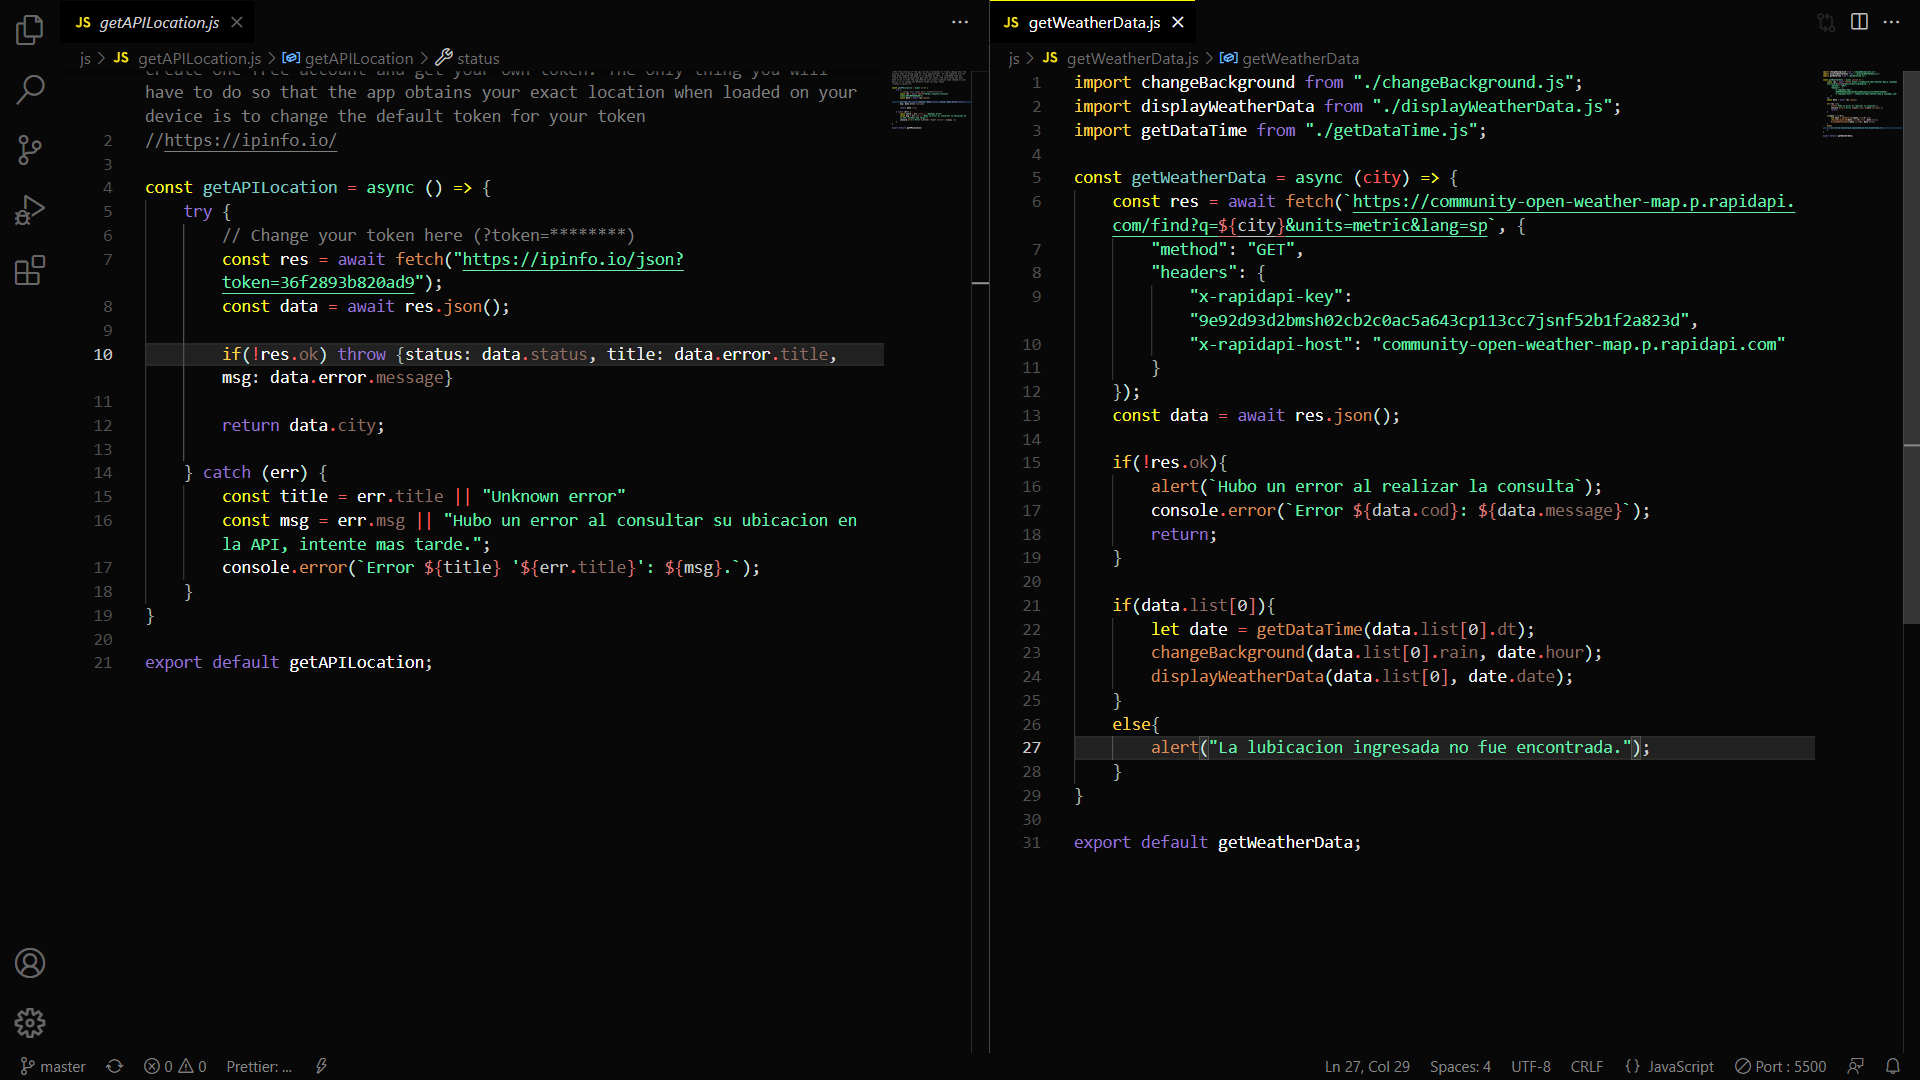 JS getAPILocation.js
js > JS getAPILocation.js > getAPILocation > status
create one free account and get your own token. The only thing you will
have to do so that the app obtains your exact location when loaded on your
device is to change the default token for your token
2 //https://ipinfo.io/
3
4 const getAPILocation = async () => {
5 try {
6 // Change your token here (?token=********)
7 const res = await fetch("https://ipinfo.io/json?
token=36f2893b820ad9");
8 const data = await res.json();
9
10 if(!res.ok) throw {status: data.status, title: data.error.title,
msg: data.error.message}
11
12 return data.city;
13
14 } catch (err) {
15 const title = err.title || "Unknown error"
16 const msg = err.msg || "Hubo un error al consultar su ubicacion en
la API, intente mas tarde.";
17 console.error(`Error ${title} '${err.title}': ${msg}.`);
18 }
19 }
20
21 export default getAPILocation;
JS getWeatherData.js
js > JS getWeatherData.js > getWeatherData
1 import changeBackground from "./changeBackground.js";
2 import displayWeatherData from "./displayWeatherData.js";
3 import getDataTime from "./getDataTime.js";
4
5 const getWeatherData = async (city) => {
6 const res = await fetch(`https://community-open-weather-map.p.rapidapi.
com/find?q=${city}&units=metric&lang=sp`, {
7 "method": "GET",
8 "headers": {
9 "x-rapidapi-key":
"9e92d93d2bmsh02cb2c0ac5a643cp113cc7jsnf52b1f2a823d",
10 "x-rapidapi-host": "community-open-weather-map.p.rapidapi.com"
11 }
12 });
13 const data = await res.json();
14
15 if(!res.ok){
16 alert(`Hubo un error al realizar la consulta`);
17 console.error(`Error ${data.cod}: ${data.message}`);
18 return;
19 }
20
21 if(data.list[0]){
22 let date = getDataTime(data.list[0].dt);
23 changeBackground(data.list[0].rain, date.hour);
24 displayWeatherData(data.list[0], date.date);
25 }
26 else{
27 alert("La lubicacion ingresada no fue encontrada.");
28 }
29 }
30
31 export default getWeatherData;
master 0 0 Prettier: ... Ln 27, Col 29 Spaces: 4 UTF-8 CRLF {} JavaScript Port : 5500